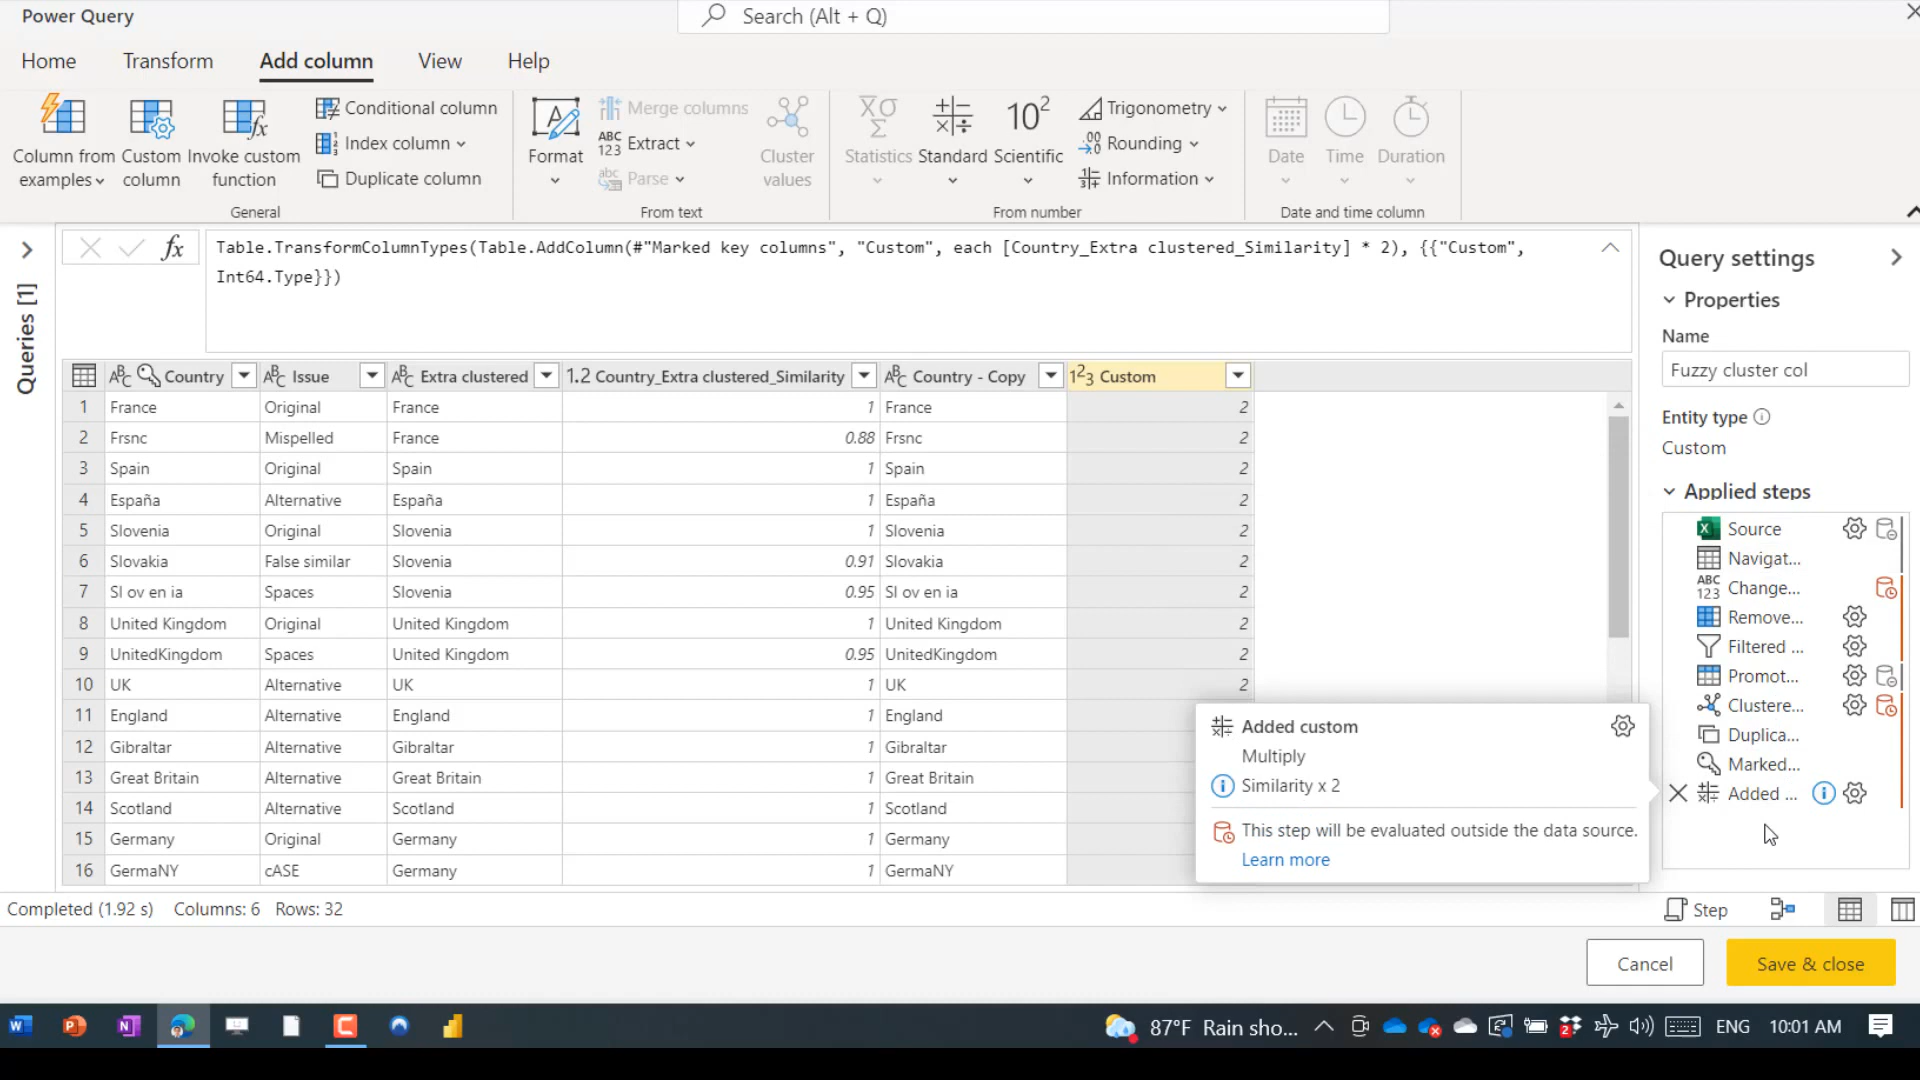 Power Query
Search (Alt + Q)
Home Transform Add column View Help
Column from examples
Custom column
Invoke custom function
Conditional column
Index column
Duplicate column
General
Format
Merge columns
ABC 123 Extract
abc Parse
Cluster values
From text
Statistics
Standard
Scientific
Trigonometry
Rounding
Information
From number
Date
Time
Duration
Date and time column
Queries [1]
fx
Table.TransformColumnTypes(Table.AddColumn(#"Marked key columns", "Custom", each [Country_Extra clustered_Similarity] * 2), {{"Custom",
Int64.Type}})
Country Issue Extra clustered 1.2 Country_Extra clustered_Similarity Country - Copy Custom
1 France Original France 1 France 2
2 Frsnc Mispelled France 0.88 Frsnc 2
3 Spain Original Spain 1 Spain 2
4 España Alternative España 1 España 2
5 Slovenia Original Slovenia 1 Slovenia 2
6 Slovakia False similar Slovenia 0.91 Slovakia 2
7 Sl ov en ia Spaces Slovenia 0.95 Sl ov en ia 2
8 United Kingdom Original United Kingdom 1 United Kingdom 2
9 UnitedKingdom Spaces United Kingdom 0.95 UnitedKingdom 2
10 UK Alternative UK 1 UK 2
11 England Alternative England 1 England
12 Gibraltar Alternative Gibraltar 1 Gibraltar
13 Great Britain Alternative Great Britain 1 Great Britain
14 Scotland Alternative Scotland 1 Scotland
15 Germany Original Germany 1 Germany
16 GermaNY cASE Germany 1 GermaNY
Added custom
Multiply
Similarity x 2
This step will be evaluated outside the data source.
Learn more
Query settings
Properties
Name
Fuzzy cluster col
Entity type
Custom
Applied steps
Source
Navigat...
ABC 123 Change...
Remove...
Filtered ...
Promot...
Clustere...
Duplica...
Marked...
Added ...
Completed (1.92 s) Columns: 6 Rows: 32
Step
Cancel
Save & close
87°F Rain sho...
ENG
10:01 AM